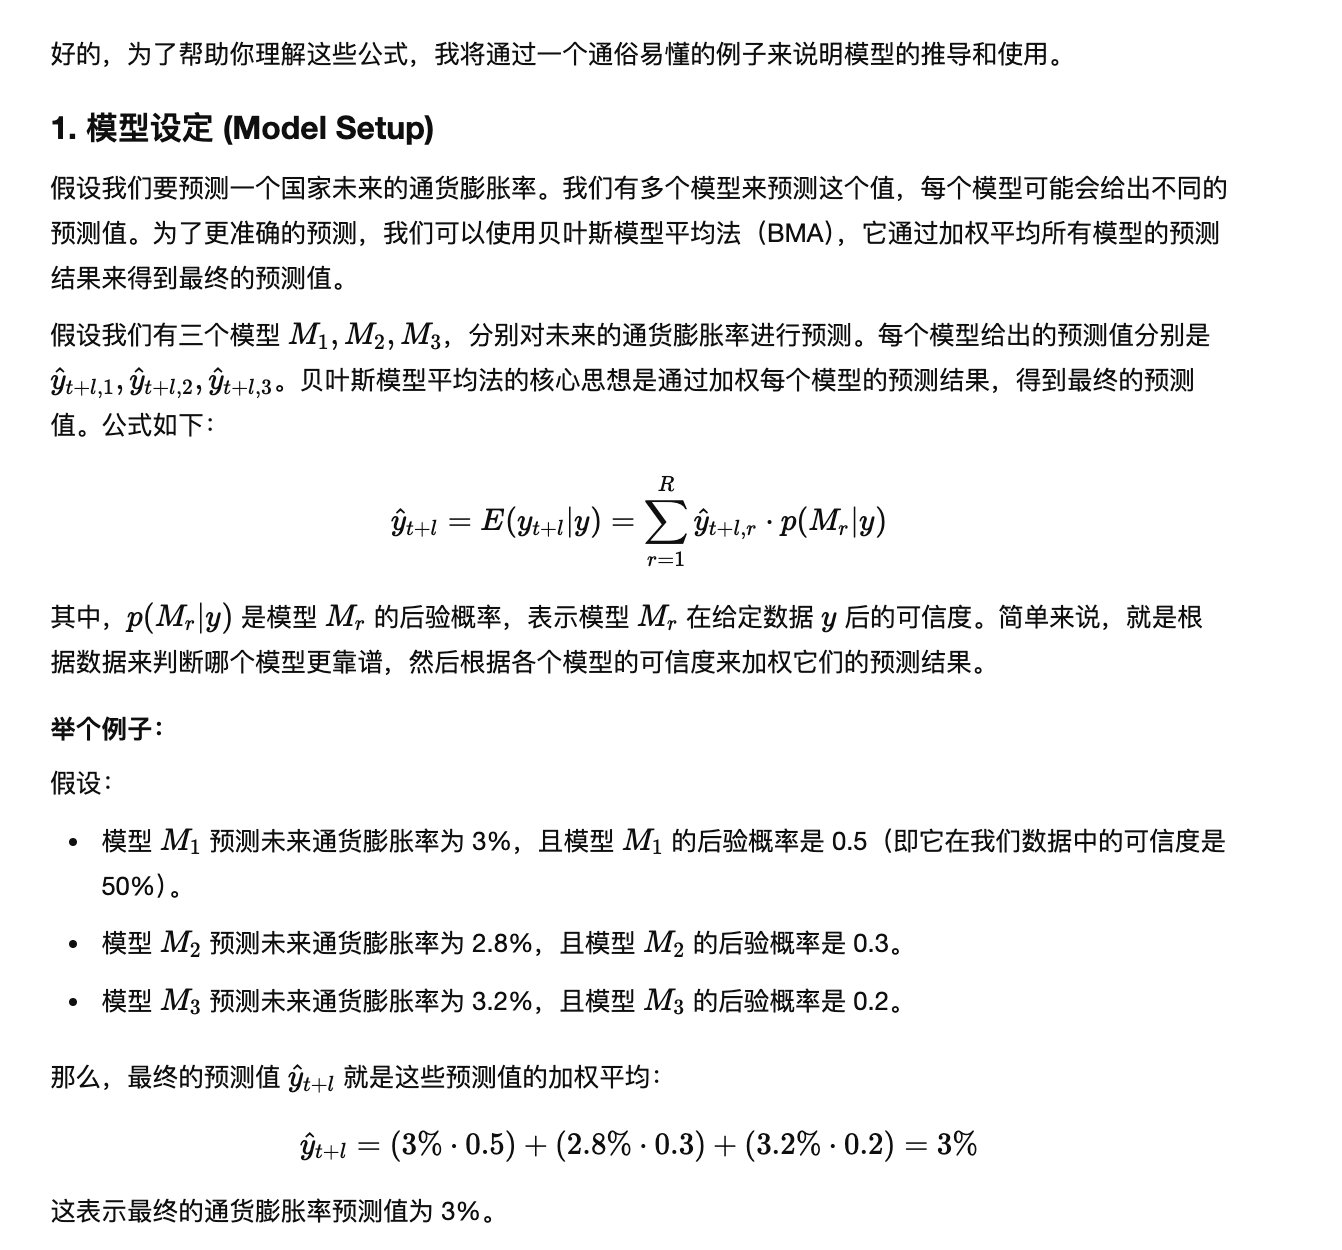 好的，为了帮助你理解这些公式，我将通过一个通俗易懂的例子来说明模型的推导和使用。
1. 模型设定 (Model Setup)
假设我们要预测一个国家未来的通货膨胀率。我们有多个模型来预测这个值，每个模型可能会给出不同的
预测值。为了更准确的预测，我们可以使用贝叶斯模型平均法（BMA），它通过加权平均所有模型的预测
结果来得到最终的预测值。
假设我们有三个模型 M₁, M₂, M₃，分别对未来的通货膨胀率进行预测。每个模型给出的预测值分别是
ŷ_{t+l,1}, ŷ_{t+l,2}, ŷ_{t+l,3}。贝叶斯模型平均法的核心思想是通过加权每个模型的预测结果，得到最终的预测
值。公式如下：
ŷ_{t+l} = E(y_{t+l}|y) = \sum_{r=1}^{R} ŷ_{t+l,r} · p(M_r|y)
其中，p(M_r|y) 是模型 M_r 的后验概率，表示模型 M_r 在给定数据 y 后的可信度。简单来说，就是根
据数据来判断哪个模型更靠谱，然后根据各个模型的可信度来加权它们的预测结果。
举个例子：
假设：
• 模型 M₁ 预测未来通货膨胀率为 3%，且模型 M₁ 的后验概率是 0.5（即它在我们数据中的可信度是
50%）。
• 模型 M₂ 预测未来通货膨胀率为 2.8%，且模型 M₂ 的后验概率是 0.3。
• 模型 M₃ 预测未来通货膨胀率为 3.2%，且模型 M₃ 的后验概率是 0.2。
那么，最终的预测值 ŷ_{t+l} 就是这些预测值的加权平均：
ŷ_{t+l} = (3% · 0.5) + (2.8% · 0.3) + (3.2% · 0.2) = 3%
这表示最终的通货膨胀率预测值为 3%。